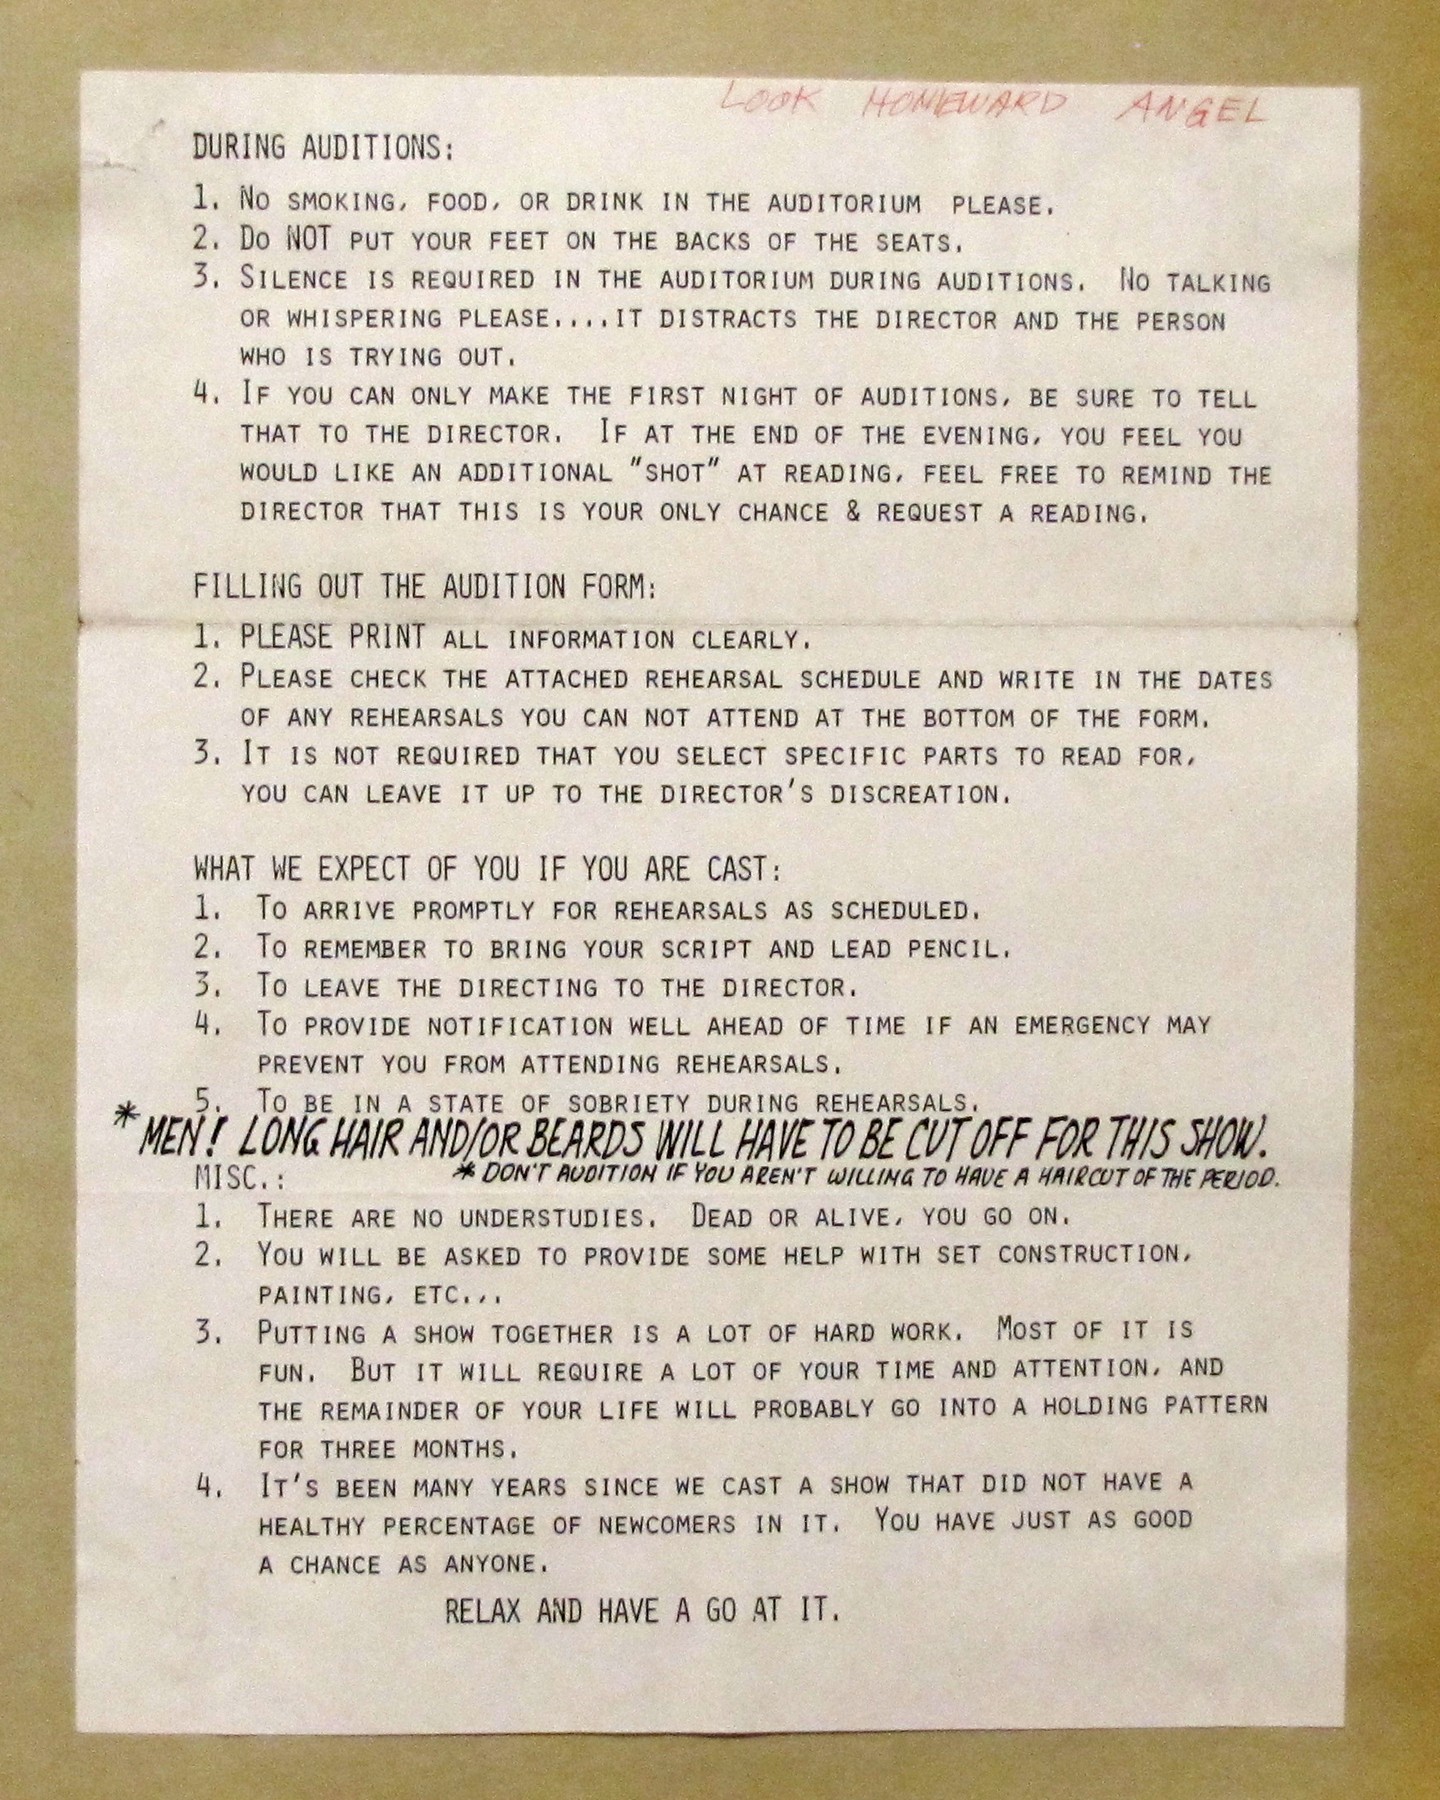 LOOK HOMEWARD ANGEL
DURING AUDITIONS:
1. NO SMOKING, FOOD, OR DRINK IN THE AUDITORIUM PLEASE.
2. DO NOT PUT YOUR FEET ON THE BACKS OF THE SEATS.
3. SILENCE IS REQUIRED IN THE AUDITORIUM DURING AUDITIONS. NO TALKING
OR WHISPERING PLEASE....IT DISTRACTS THE DIRECTOR AND THE PERSON
WHO IS TRYING OUT.
4. IF YOU CAN ONLY MAKE THE FIRST NIGHT OF AUDITIONS, BE SURE TO TELL
THAT TO THE DIRECTOR. IF AT THE END OF THE EVENING, YOU FEEL YOU
WOULD LIKE AN ADDITIONAL "SHOT" AT READING, FEEL FREE TO REMIND THE
DIRECTOR THAT THIS IS YOUR ONLY CHANCE & REQUEST A READING.
FILLING OUT THE AUDITION FORM:
1. PLEASE PRINT ALL INFORMATION CLEARLY.
2. PLEASE CHECK THE ATTACHED REHEARSAL SCHEDULE AND WRITE IN THE DATES
OF ANY REHEARSALS YOU CAN NOT ATTEND AT THE BOTTOM OF THE FORM.
3. IT IS NOT REQUIRED THAT YOU SELECT SPECIFIC PARTS TO READ FOR,
YOU CAN LEAVE IT UP TO THE DIRECTOR'S DISCREATION.
WHAT WE EXPECT OF YOU IF YOU ARE CAST:
1. TO ARRIVE PROMPTLY FOR REHEARSALS AS SCHEDULED.
2. TO REMEMBER TO BRING YOUR SCRIPT AND LEAD PENCIL.
3. TO LEAVE THE DIRECTING TO THE DIRECTOR.
4. TO PROVIDE NOTIFICATION WELL AHEAD OF TIME IF AN EMERGENCY MAY
PREVENT YOU FROM ATTENDING REHEARSALS.
5. TO BE IN A STATE OF SOBRIETY DURING REHEARSALS.
* MEN! LONG HAIR AND/OR BEARDS WILL HAVE TO BE CUT OFF FOR THIS SHOW.
* DON'T AUDITION IF YOU AREN'T WILLING TO HAVE A HAIRCUT OF THE PERIOD.
MISC.:
1. THERE ARE NO UNDERSTUDIES. DEAD OR ALIVE, YOU GO ON.
2. YOU WILL BE ASKED TO PROVIDE SOME HELP WITH SET CONSTRUCTION,
PAINTING, ETC...
3. PUTTING A SHOW TOGETHER IS A LOT OF HARD WORK. MOST OF IT IS
FUN. BUT IT WILL REQUIRE A LOT OF YOUR TIME AND ATTENTION, AND
THE REMAINDER OF YOUR LIFE WILL PROBABLY GO INTO A HOLDING PATTERN
FOR THREE MONTHS.
4. IT'S BEEN MANY YEARS SINCE WE CAST A SHOW THAT DID NOT HAVE A
HEALTHY PERCENTAGE OF NEWCOMERS IN IT. YOU HAVE JUST AS GOOD
A CHANCE AS ANYONE.
RELAX AND HAVE A GO AT IT.